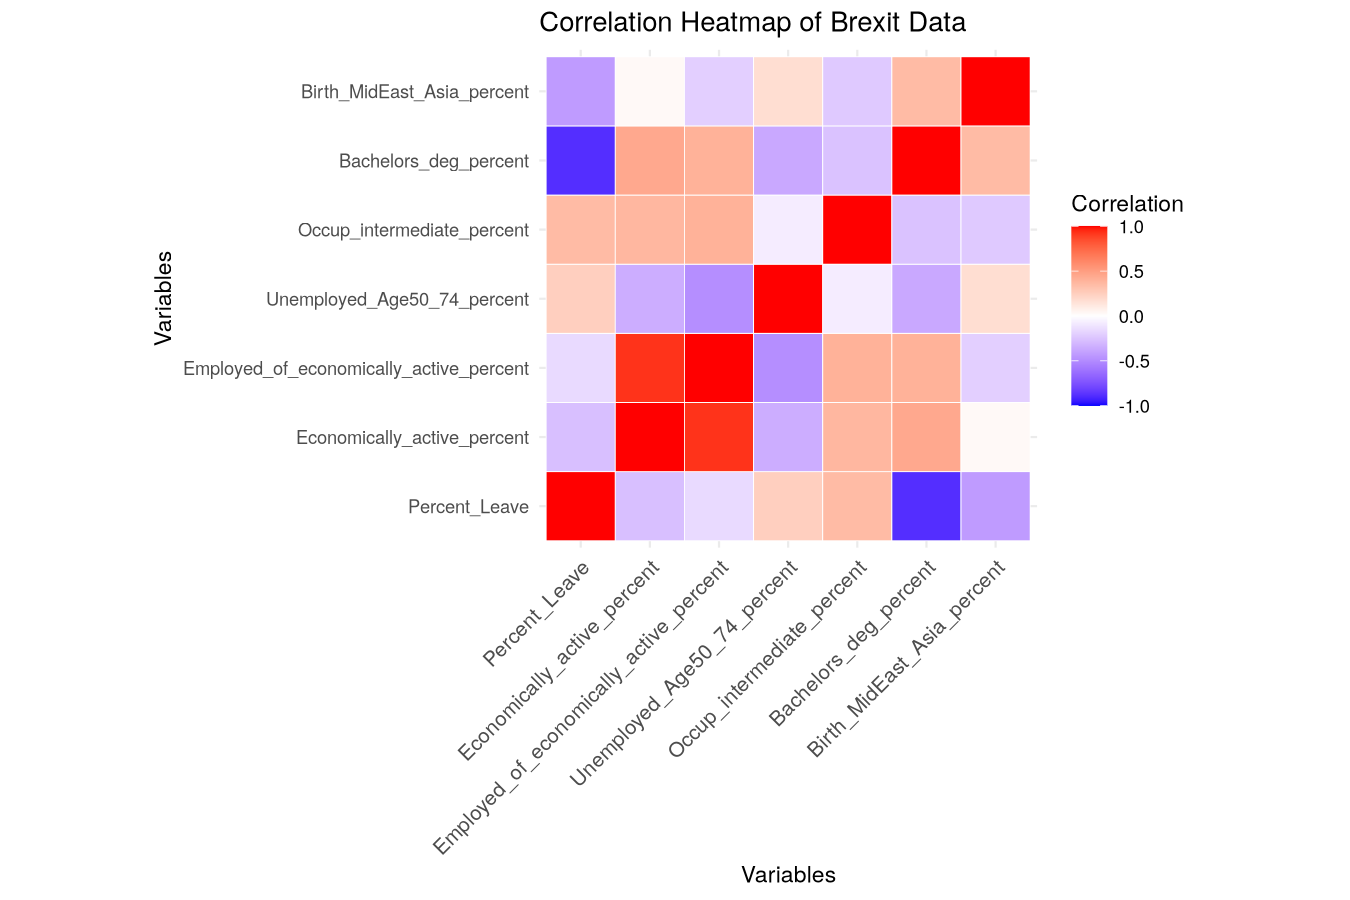 Correlation Heatmap of Brexit Data
Variables
Birth_MidEast_Asia_percent
Bachelors_deg_percent
Occup_intermediate_percent
Unemployed_Age50_74_percent
Employed_of_economically_active_percent
Economically_active_percent
Percent_Leave
Percent_Leave
Economically_active_percent
Employed_of_economically_active_percent
Unemployed_Age50_74_percent
Occup_intermediate_percent
Bachelors_deg_percent
Birth_MidEast_Asia_percent
Variables
Correlation
1.0
0.5
0.0
-0.5
-1.0